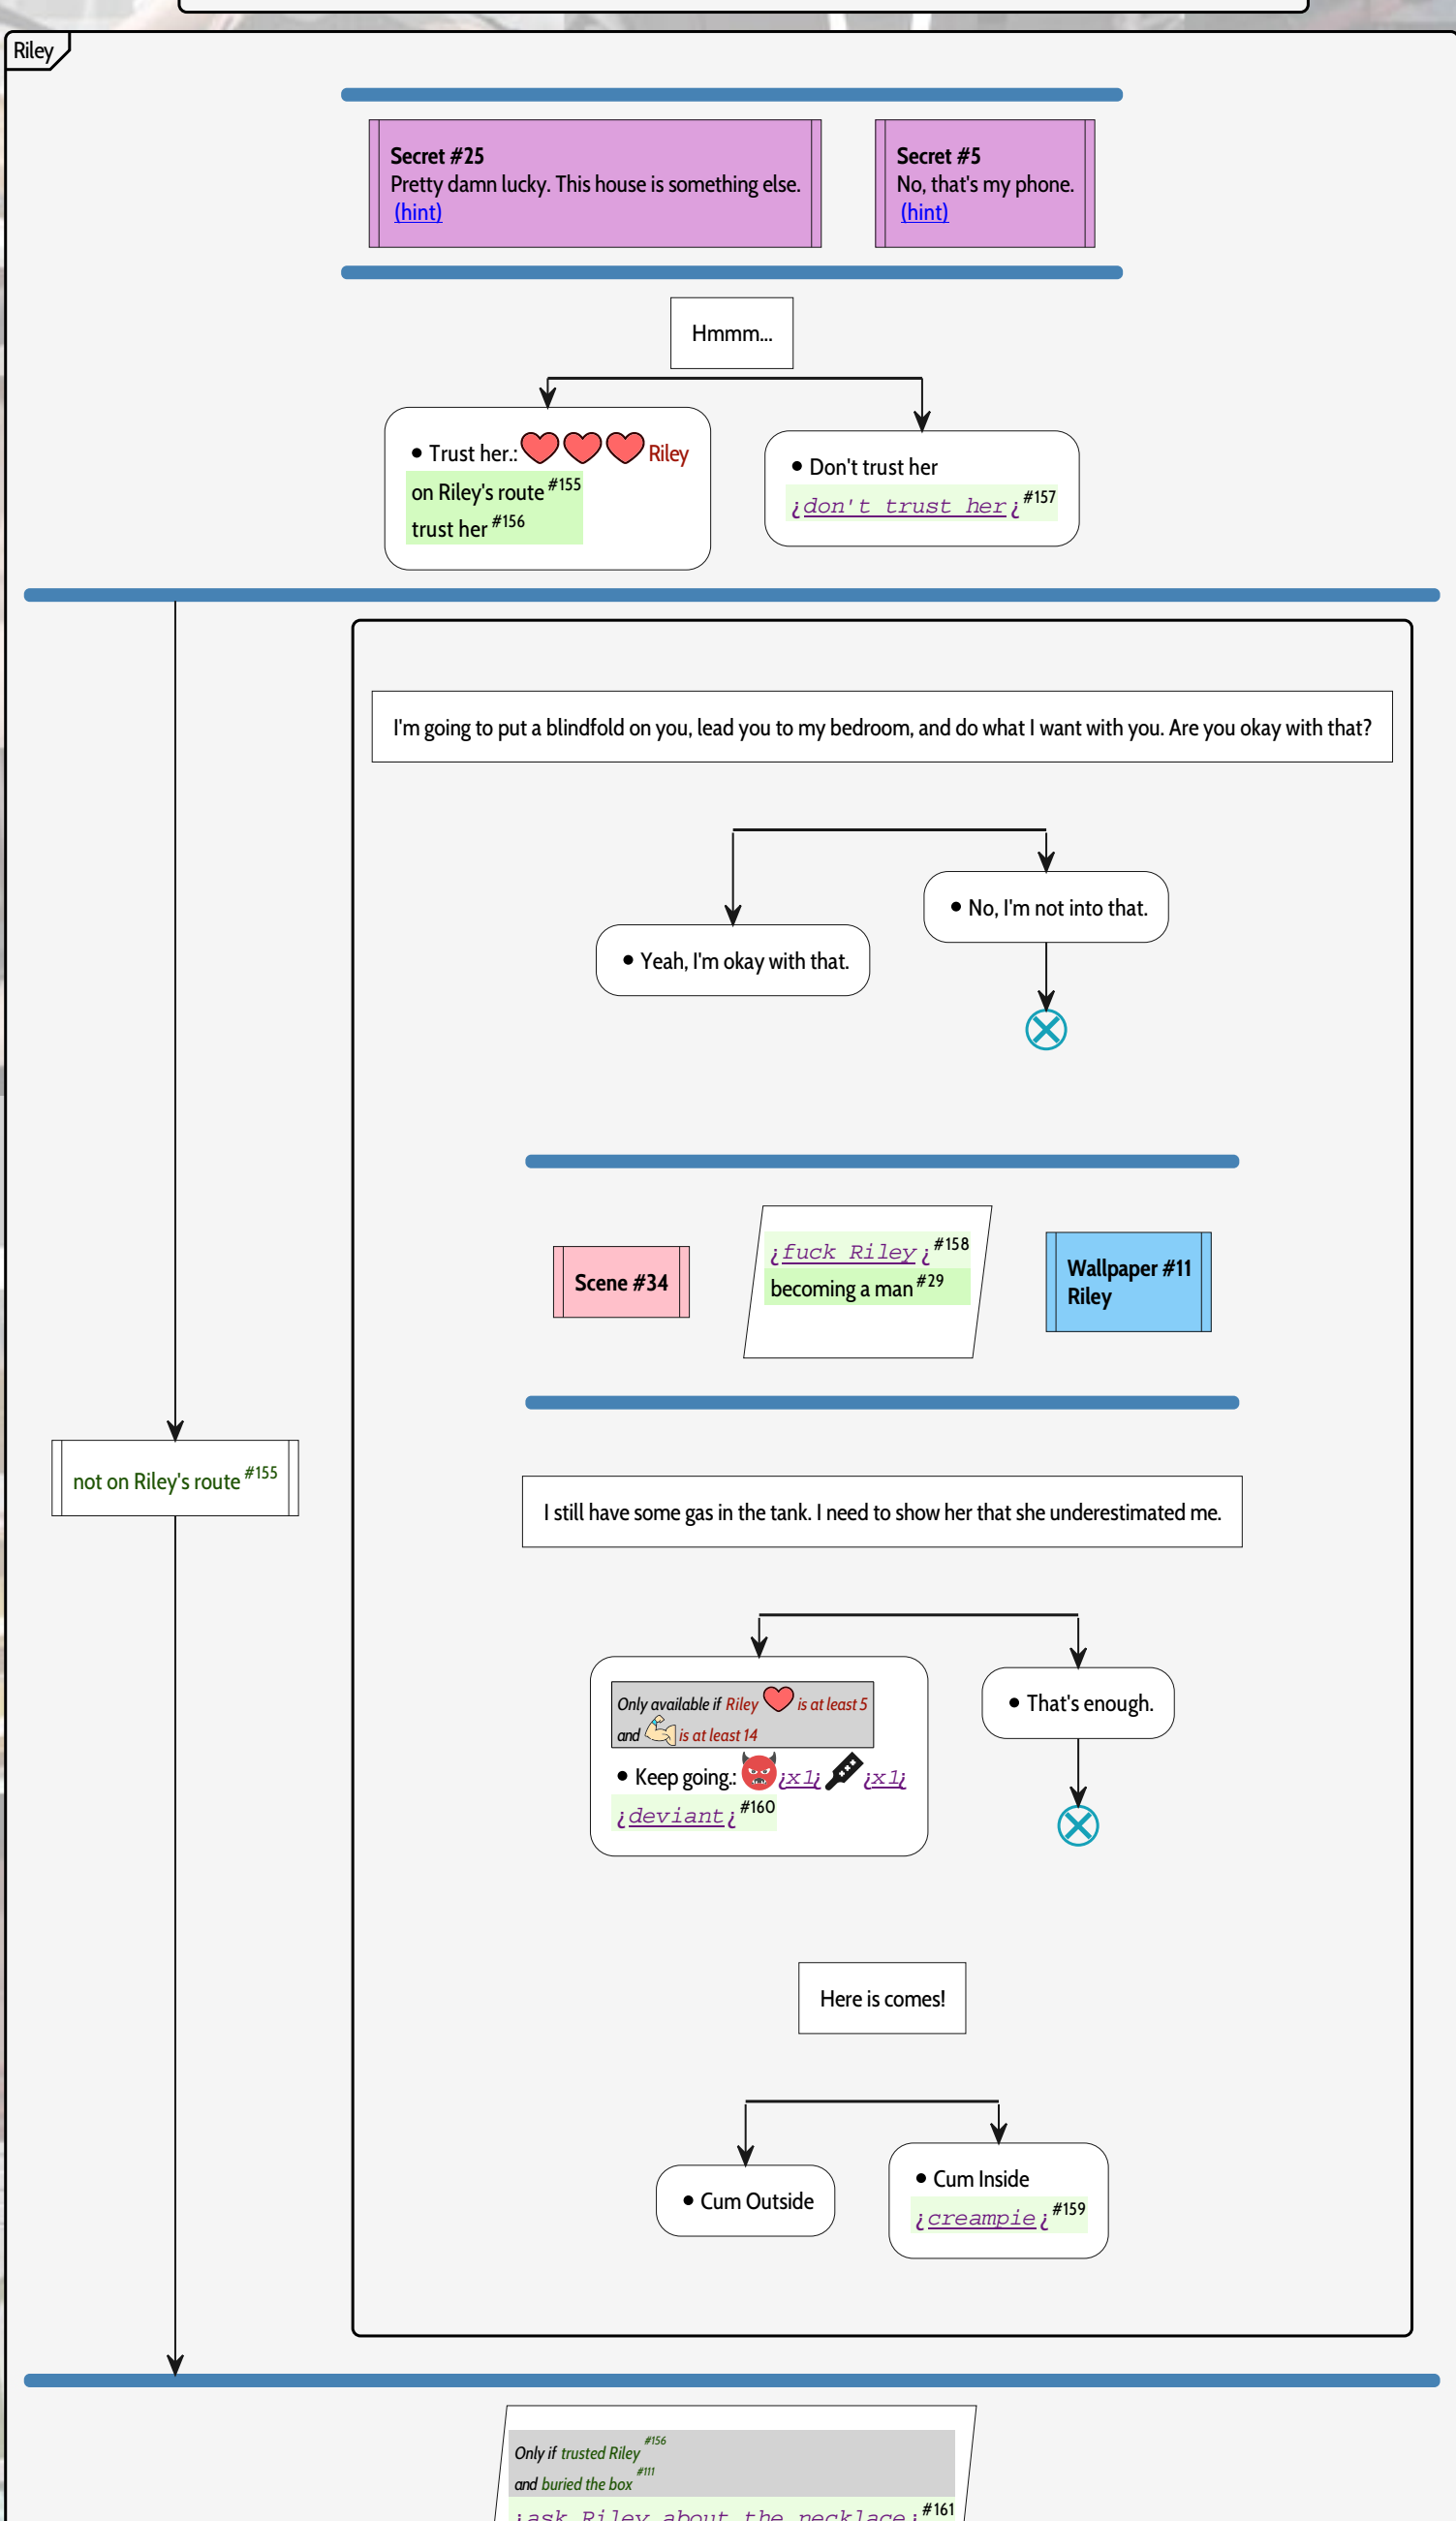 Riley
Secret #25
Pretty damn lucky. This house is something else.
(hint)
Secret #5
No, that's my phone.
(hint)
Hmmm...
• Trust her.: Riley
on Riley's route #155
trust her #156
• Don't trust her
¿don't trust her¿ #157
I'm going to put a blindfold on you, lead you to my bedroom, and do what I want with you. Are you okay with that?
• No, I'm not into that.
• Yeah, I'm okay with that.
Scene #34
¿fuck Riley¿ #158
becoming a man #29
Wallpaper #11
Riley
not on Riley's route #155
I still have some gas in the tank. I need to show her that she underestimated me.
Only available if Riley is at least 5
and is at least 14
• Keep going.: ¿x1¿ ¿x1¿
¿deviant¿ #160
• That's enough.
Here is comes!
• Cum Outside
• Cum Inside
¿creampie¿ #159
Only if trusted Riley #156
and buried the box #111
¿ask Riley about the necklace¿ #161